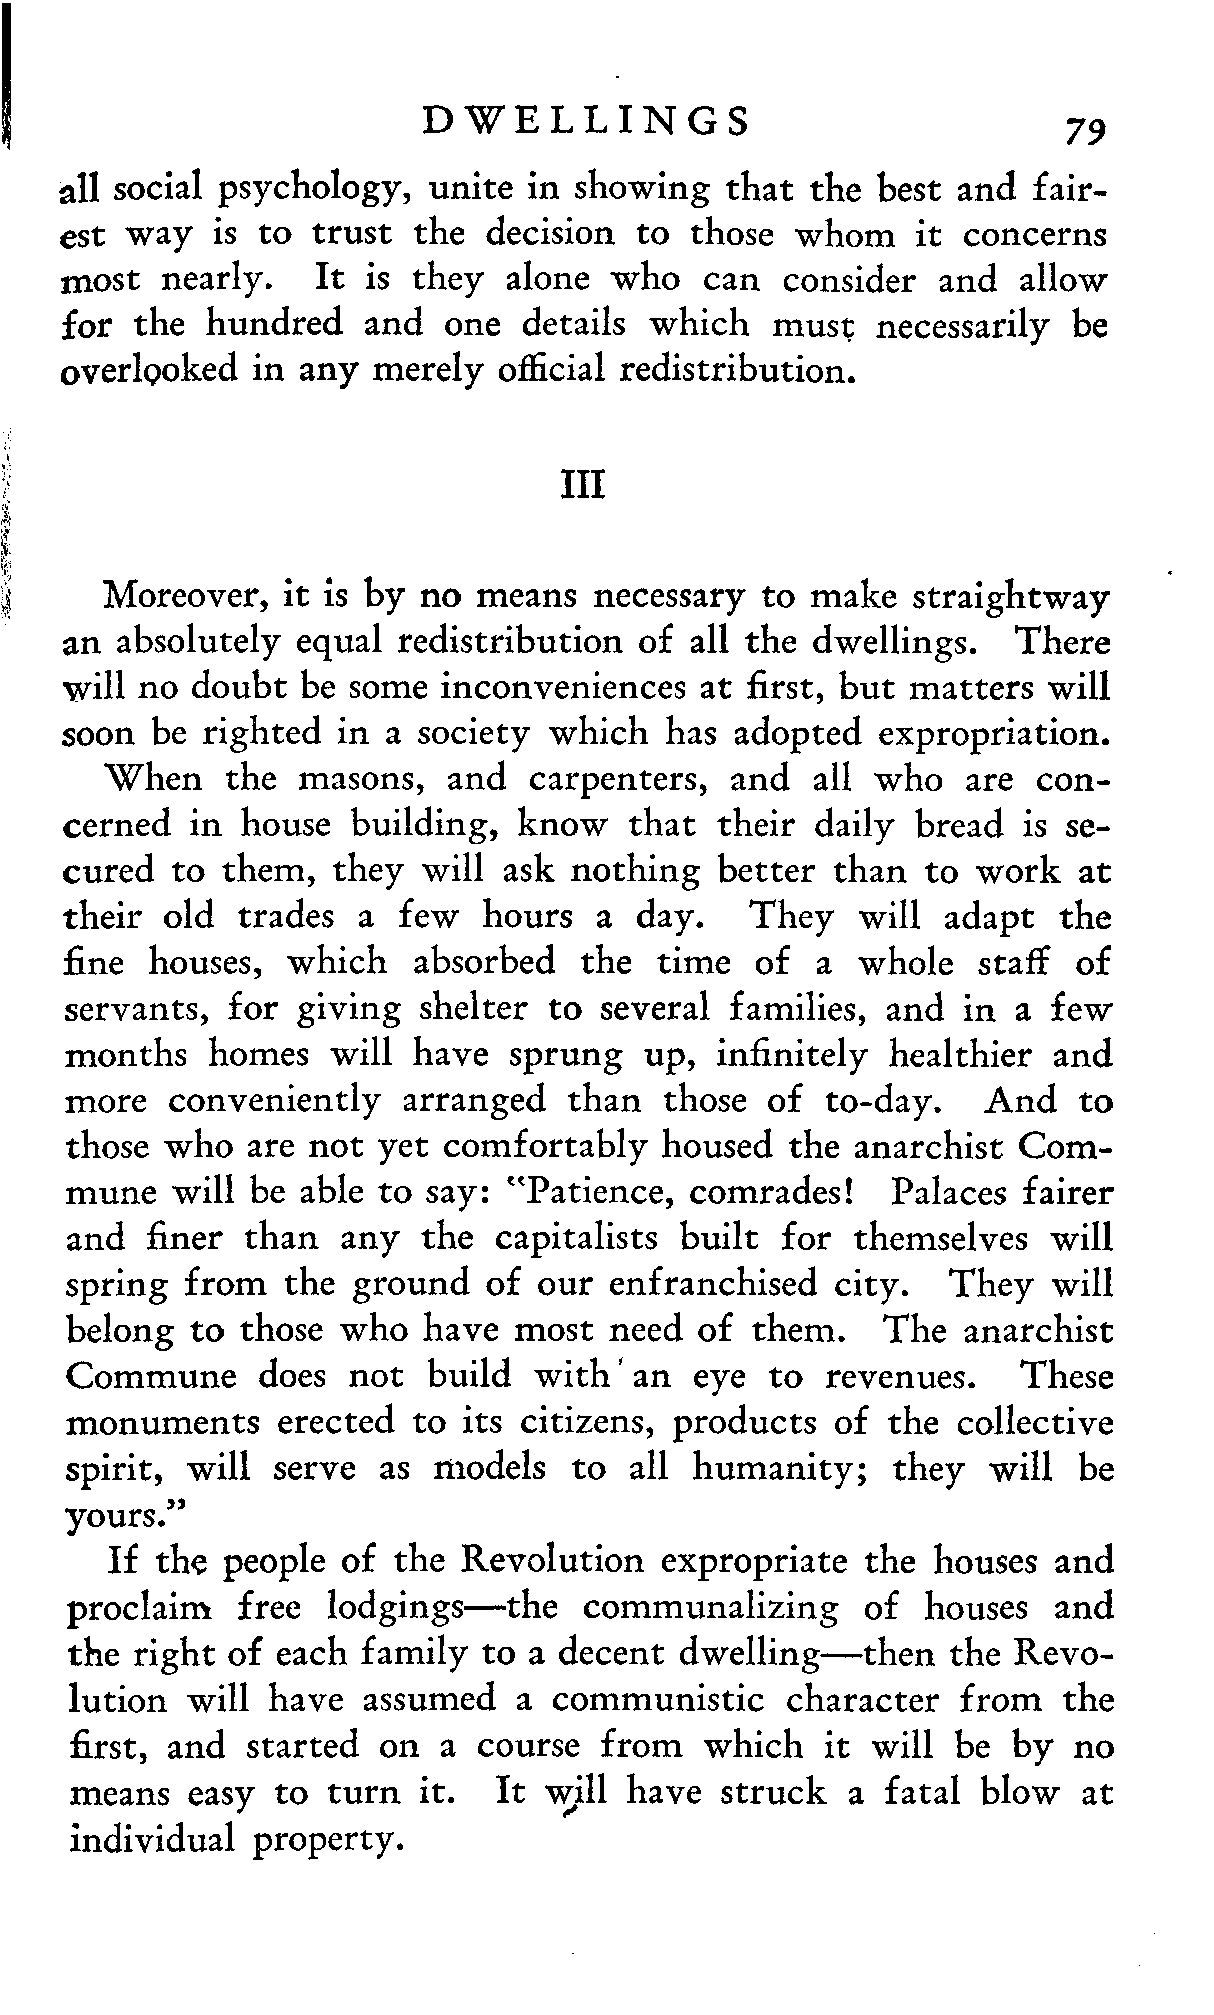 DWELLINGS 79
all social psychology, unite in showing that the best and fair-
est way is to trust the decision to those whom it concerns
most nearly. It is they alone who can consider and allow
for the hundred and one details which must necessarily be
overlooked in any merely official redistribution.
III
Moreover, it is by no means necessary to make straightway
an absolutely equal redistribution of all the dwellings. There
will no doubt be some inconveniences at first, but matters will
soon be righted in a society which has adopted expropriation.
When the masons, and carpenters, and all who are con-
cerned in house building, know that their daily bread is se-
cured to them, they will ask nothing better than to work at
their old trades a few hours a day. They will adapt the
fine houses, which absorbed the time of a whole staff of
servants, for giving shelter to several families, and in a few
months homes will have sprung up, infinitely healthier and
more conveniently arranged than those of to-day. And to
those who are not yet comfortably housed the anarchist Com-
mune will be able to say: "Patience, comrades! Palaces fairer
and finer than any the capitalists built for themselves will
spring from the ground of our enfranchised city. They will
belong to those who have most need of them. The anarchist
Commune does not build with an eye to revenues. These
monuments erected to its citizens, products of the collective
spirit, will serve as models to all humanity; they will be
yours."
If the people of the Revolution expropriate the houses and
proclaim free lodgings—the communalizing of houses and
the right of each family to a decent dwelling—then the Revo-
lution will have assumed a communistic character from the
first, and started on a course from which it will be by no
means easy to turn it. It will have struck a fatal blow at
individual property.